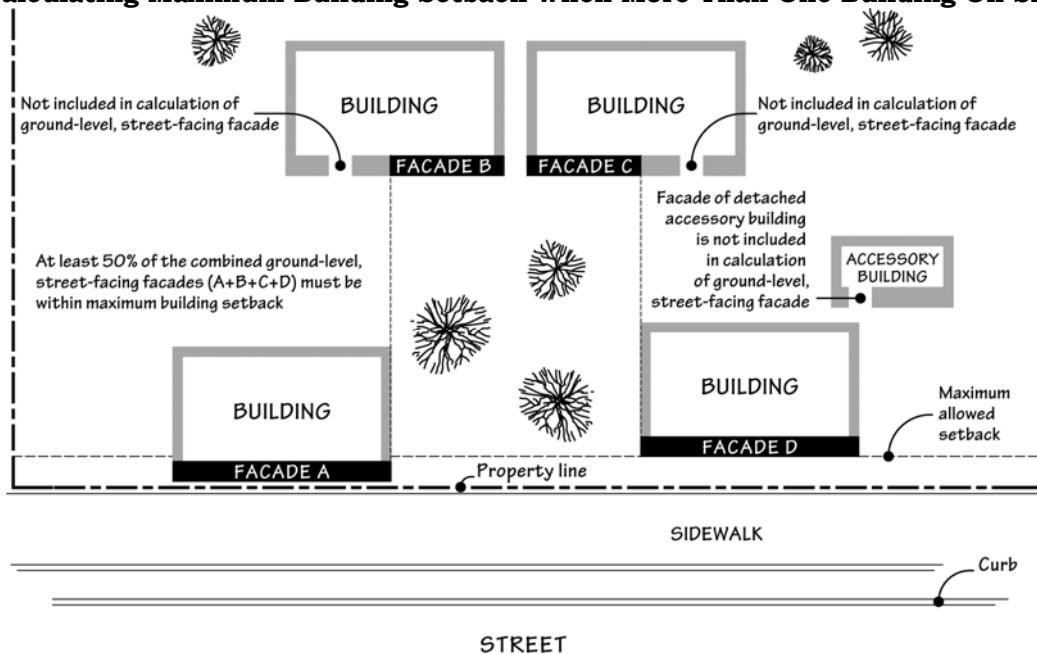 alculating Maximum Building Setback When More Than One Building On Si
Not included in calculation of
ground-level, street-facing facade
BUILDING
FACADE B
BUILDING
FACADE C
Not included in calculation of
ground-level, street-facing facade
At least 50% of the combined ground-level,
street-facing facades (A+B+C+D) must be
within maximum building setback
Facade of detached
accessory building
is not included
in calculation
of ground-level,
street-facing facade
ACCESSORY
BUILDING
BUILDING
FACADE A
BUILDING
FACADE D
Maximum
allowed
setback
Property line
SIDEWALK
Curb
STREET